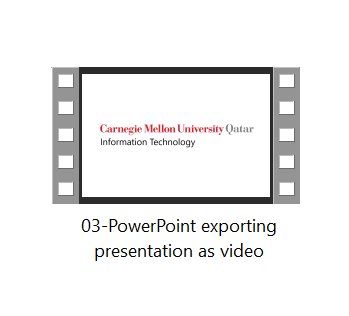 Carnegie Mellon University Qatar
Information Technology
03-PowerPoint exporting
presentation as video